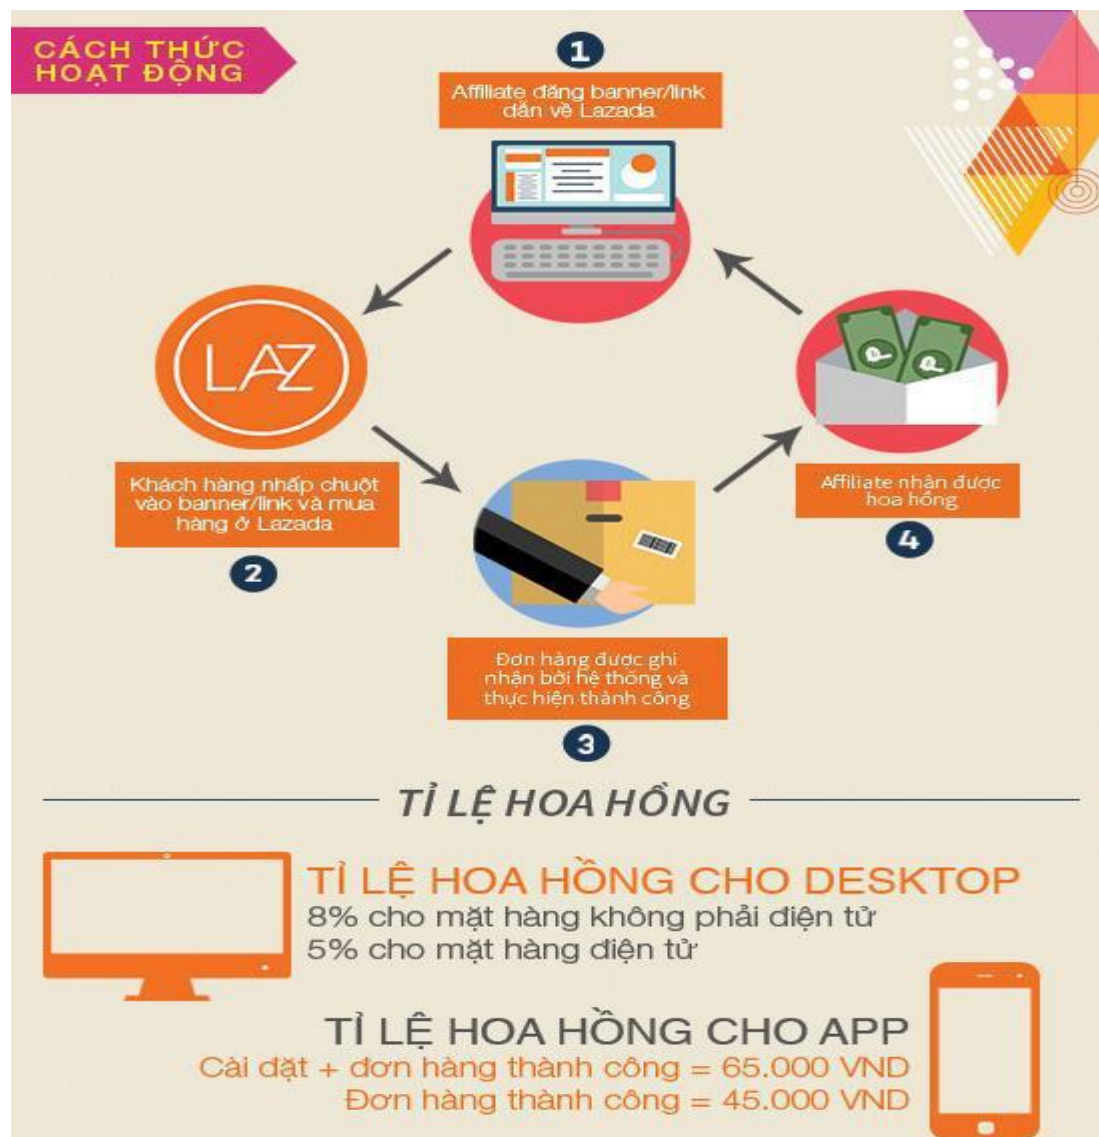 CÁCH THỨC
HOẠT ĐỘNG
1
Affiliate đăng banner/link
dẫn về Lazada
LAZ
Khách hàng nhấp chuột
vào banner/link và mua
hàng ở Lazada
2
Đơn hàng được ghi
nhận bởi hệ thống và
thực hiện thành công
3
Affiliate nhận được
hoa hồng
4
TỈ LỆ HOA HỒNG
TỈ LỆ HOA HỒNG CHO DESKTOP
8% cho mặt hàng không phải điện tử
5% cho mặt hàng điện tử
TỈ LỆ HOA HỒNG CHO APP
Cài đặt + đơn hàng thành công = 65.000 VND
Đơn hàng thành công = 45.000 VND